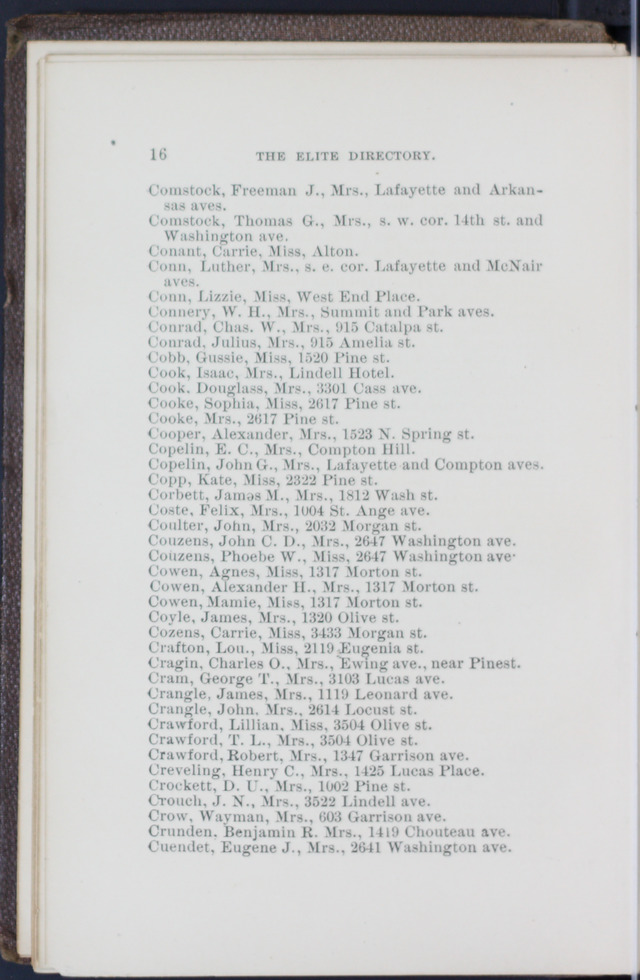 16 THE ELITE DIRECTORY.
Comstock, Freeman J., Mrs., Lafayette and Arkan-
sas aves.
Comstock, Thomas G., Mrs., s. w. cor. 14th st. and
Washington ave.
Conant, Carrie, Miss, Alton.
Conn, Luther, Mrs., s. e. cor. Lafayette and McNair
aves.
Conn, Lizzie, Miss, West End Place.
Connery, W. H., Mrs., Summit and Park aves.
Conrad, Chas. W., Mrs., 915 Catalpa st.
Conrad, Julius, Mrs., 915 Amelia st.
Cobb, Gussie, Miss, 1520 Pine st.
Cook, Isaac, Mrs., Lindell Hotel.
Cook. Douglass, Mrs., 3301 Cass ave.
Cooke, Sophia, Miss, 2617 Pine st.
Cooke, Mrs., 2617 Pine st.
Cooper, Alexander, Mrs., 1523 N. Spring st.
Copelin, E. C., Mrs., Compton Hill.
Copelin, John G., Mrs., Lafayette and Compton aves.
Copp, Kate, Miss, 2322 Pine st.
Corbett, James M., Mrs., 1812 Wash st.
Coste, Felix, Mrs., 1004 St. Ange ave.
Coulter, John, Mrs., 2032 Morgan st.
Couzens, John C. D., Mrs., 2647 Washington ave.
Couzens, Phoebe W., Miss, 2647 Washington ave·
Cowen, Agnes, Miss, 1317 Morton st.
Cowen, Alexander H., Mrs., 1317 Morton st.
Cowen, Mamie, Miss, 1317 Morton st.
Coyle, James, Mrs., 1320 Olive st.
Cozens, Carrie, Miss, 3433 Morgan st.
Crafton, Lou., Miss, 2119 Eugenia st.
Cragin, Charles O., Mrs., Ewing ave., near Pinest.
Cram, George T., Mrs., 3103 Lucas ave.
Crangle, James, Mrs., 1119 Leonard ave.
Crangle, John. Mrs., 2614 Locust st.
Crawford, Lillian, Miss, 3504 Olive st.
Crawford, T. L., Mrs., 3504 Olive st.
Crawford, Robert, Mrs., 1347 Garrison ave.
Creveling, Henry C., Mrs., 1425 Lucas Place.
Crockett, D. U., Mrs., 1002 Pine st.
Crouch, J. N., Mrs., 3522 Lindell ave.
Crow, Wayman, Mrs., 603 Garrison ave.
Crunden, Benjamin R. Mrs., 1419 Chouteau ave.
Cuendet, Eugene J., Mrs., 2641 Washington ave.